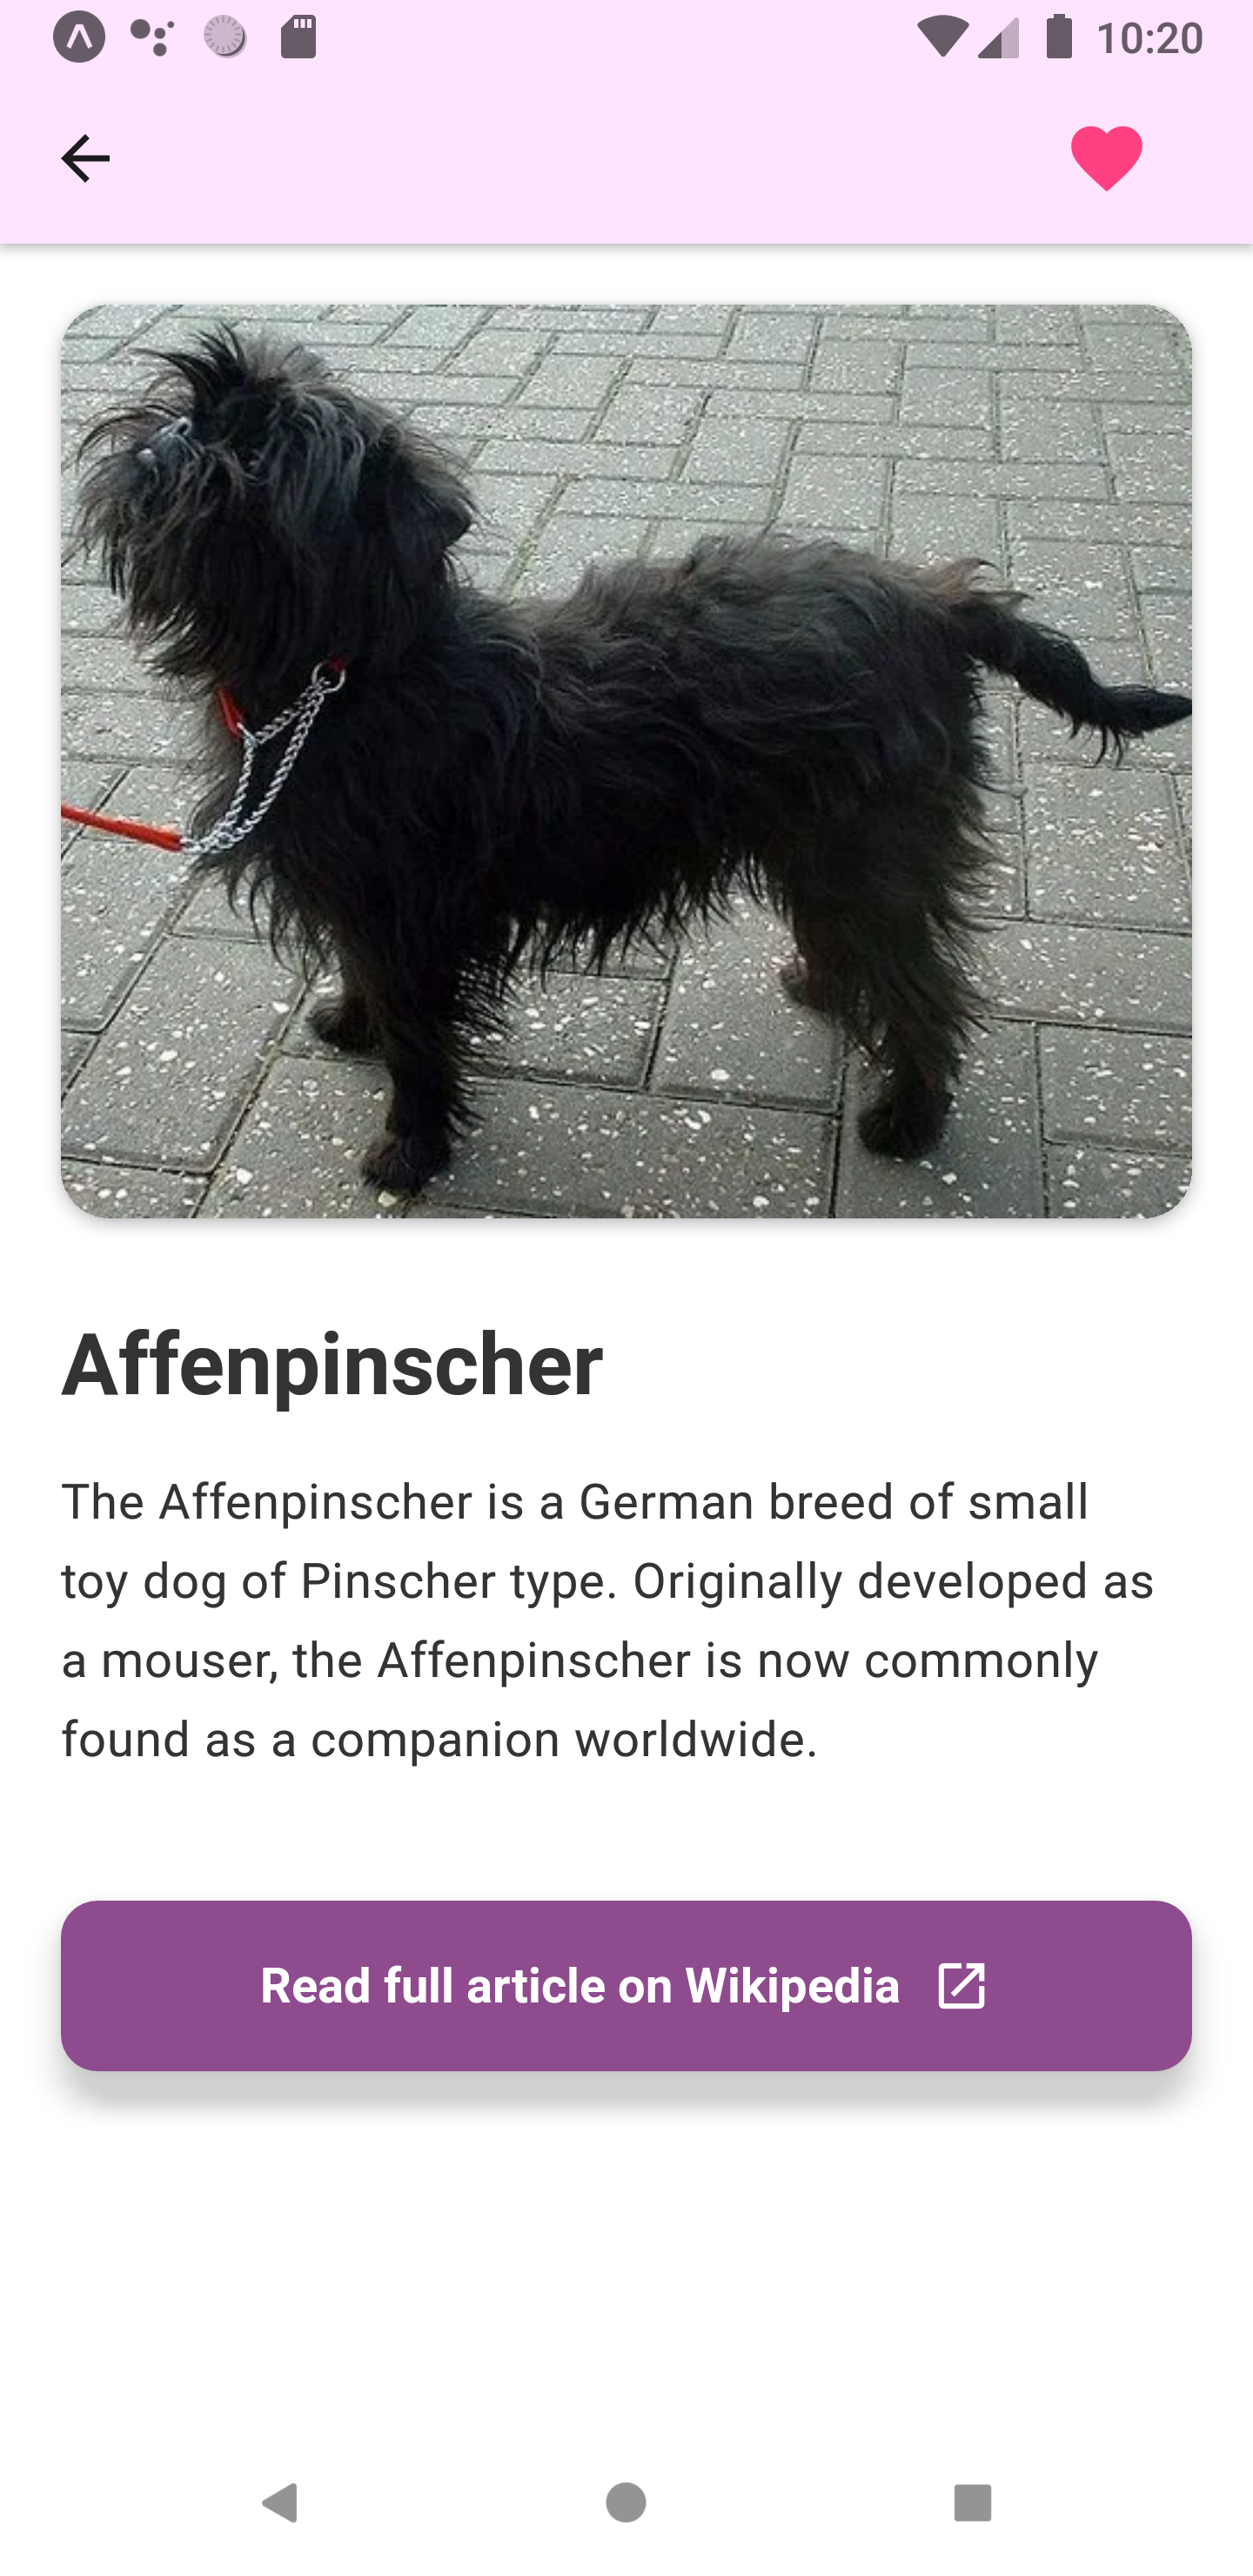 10:20
Affenpinscher
The Affenpinscher is a German breed of small
toy dog of Pinscher type. Originally developed as
a mouser, the Affenpinscher is now commonly
found as a companion worldwide.
Read full article on Wikipedia